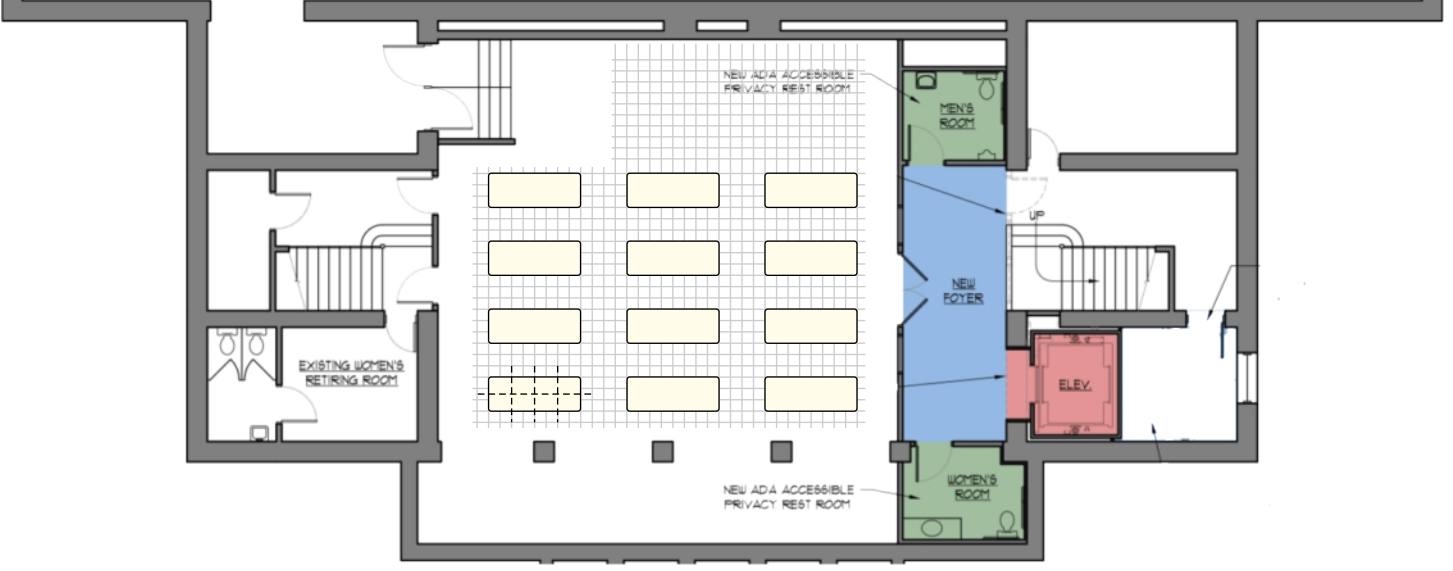 NEW ADA ACCESSIBLE
PRIVACY REST ROOM
MEN'S
ROOM
UP
NEW
FOYER
EXISTING WOMEN'S
RETIRING ROOM
ELEV.
NEW ADA ACCESSIBLE
PRIVACY REST ROOM
WOMEN'S
ROOM